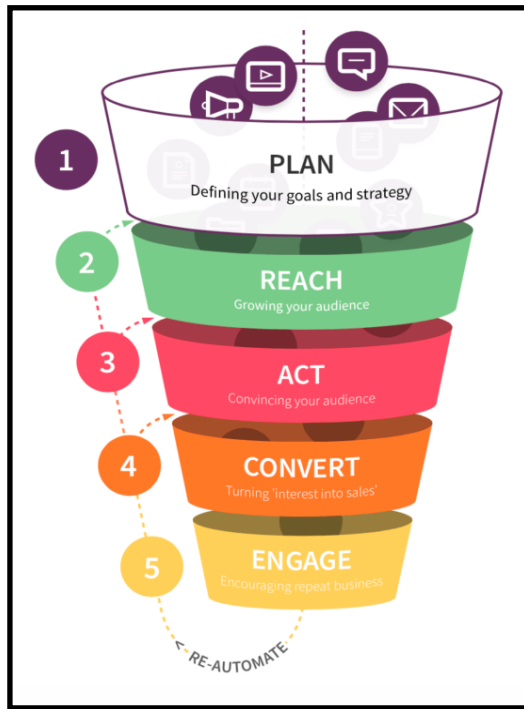 1
PLAN
Defining your goals and strategy
2
REACH
Growing your audience
3
ACT
Convincing your audience
4
CONVERT
Turning 'interest into sales'
5
ENGAGE
Encouraging repeat business
< RE-AUTOMATE